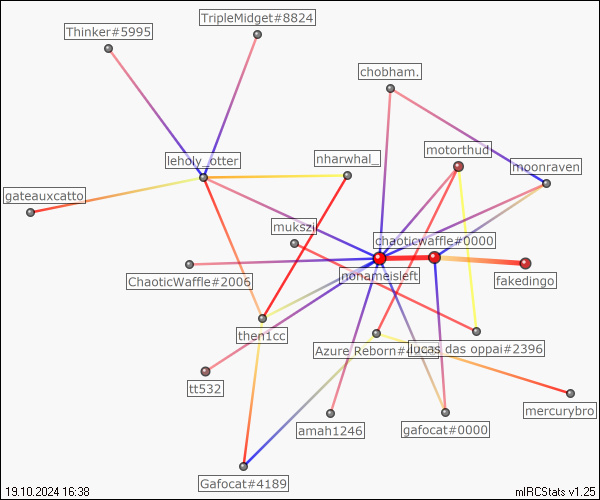 TripleMidget#8824
Thinker#5995
chobham.
motorthud
leholy_otter
nharwhal_
moonraven
gateauxcatto
mukszi
chaoticwaffle#0000
nonameisleft
ChaoticWaffle#2006
fakedingo
then1cc
Azure Reborn#
lucas das oppai#2396
tt532
mercurybro
amah1246
gafocat#0000
Gafocat#4189
19.10.2024 16:38
mIRCStats v1.25